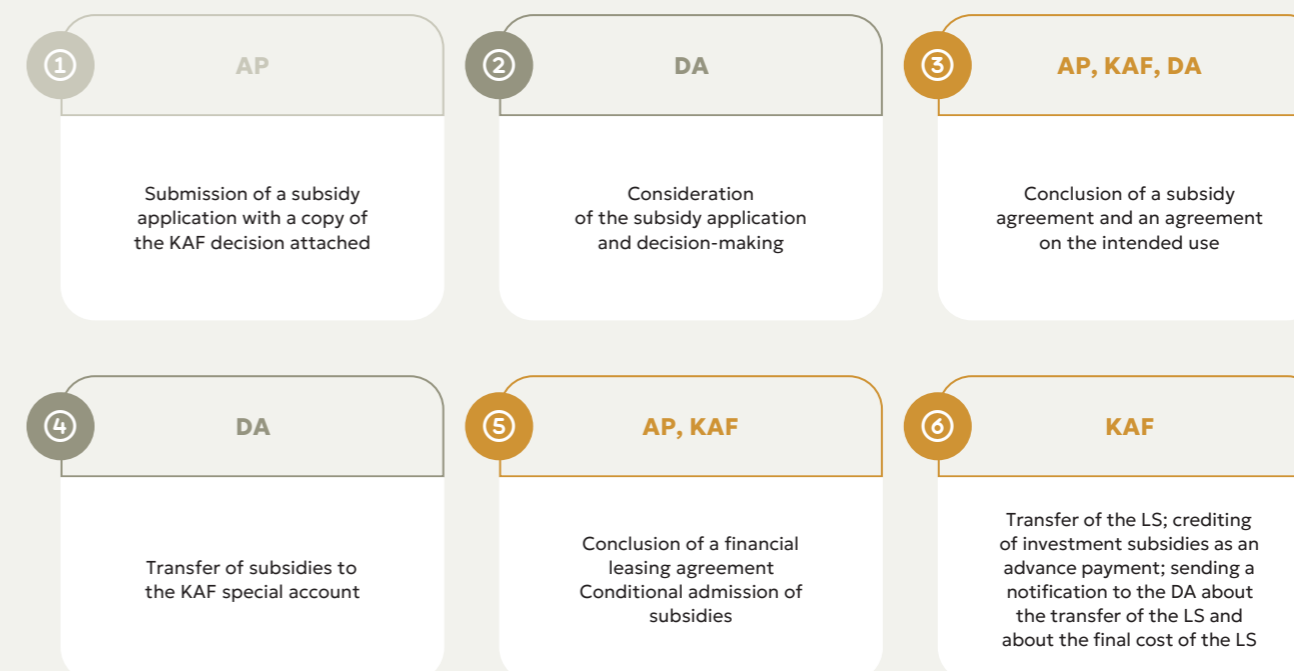 1
AP
Submission of a subsidy
application with a copy of
the KAF decision attached
2
DA
Consideration
of the subsidy application
and decision-making
3
AP, KAF, DA
Conclusion of a subsidy
agreement and an agreement
on the intended use
4
DA
Transfer of subsidies to
the KAF special account
5
AP, KAF
Conclusion of a financial
leasing agreement
Conditional admission of
subsidies
6
KAF
Transfer of the LS; crediting
of investment subsidies as an
advance payment; sending a
notification to the DA about
the transfer of the LS and
about the final cost of the LS